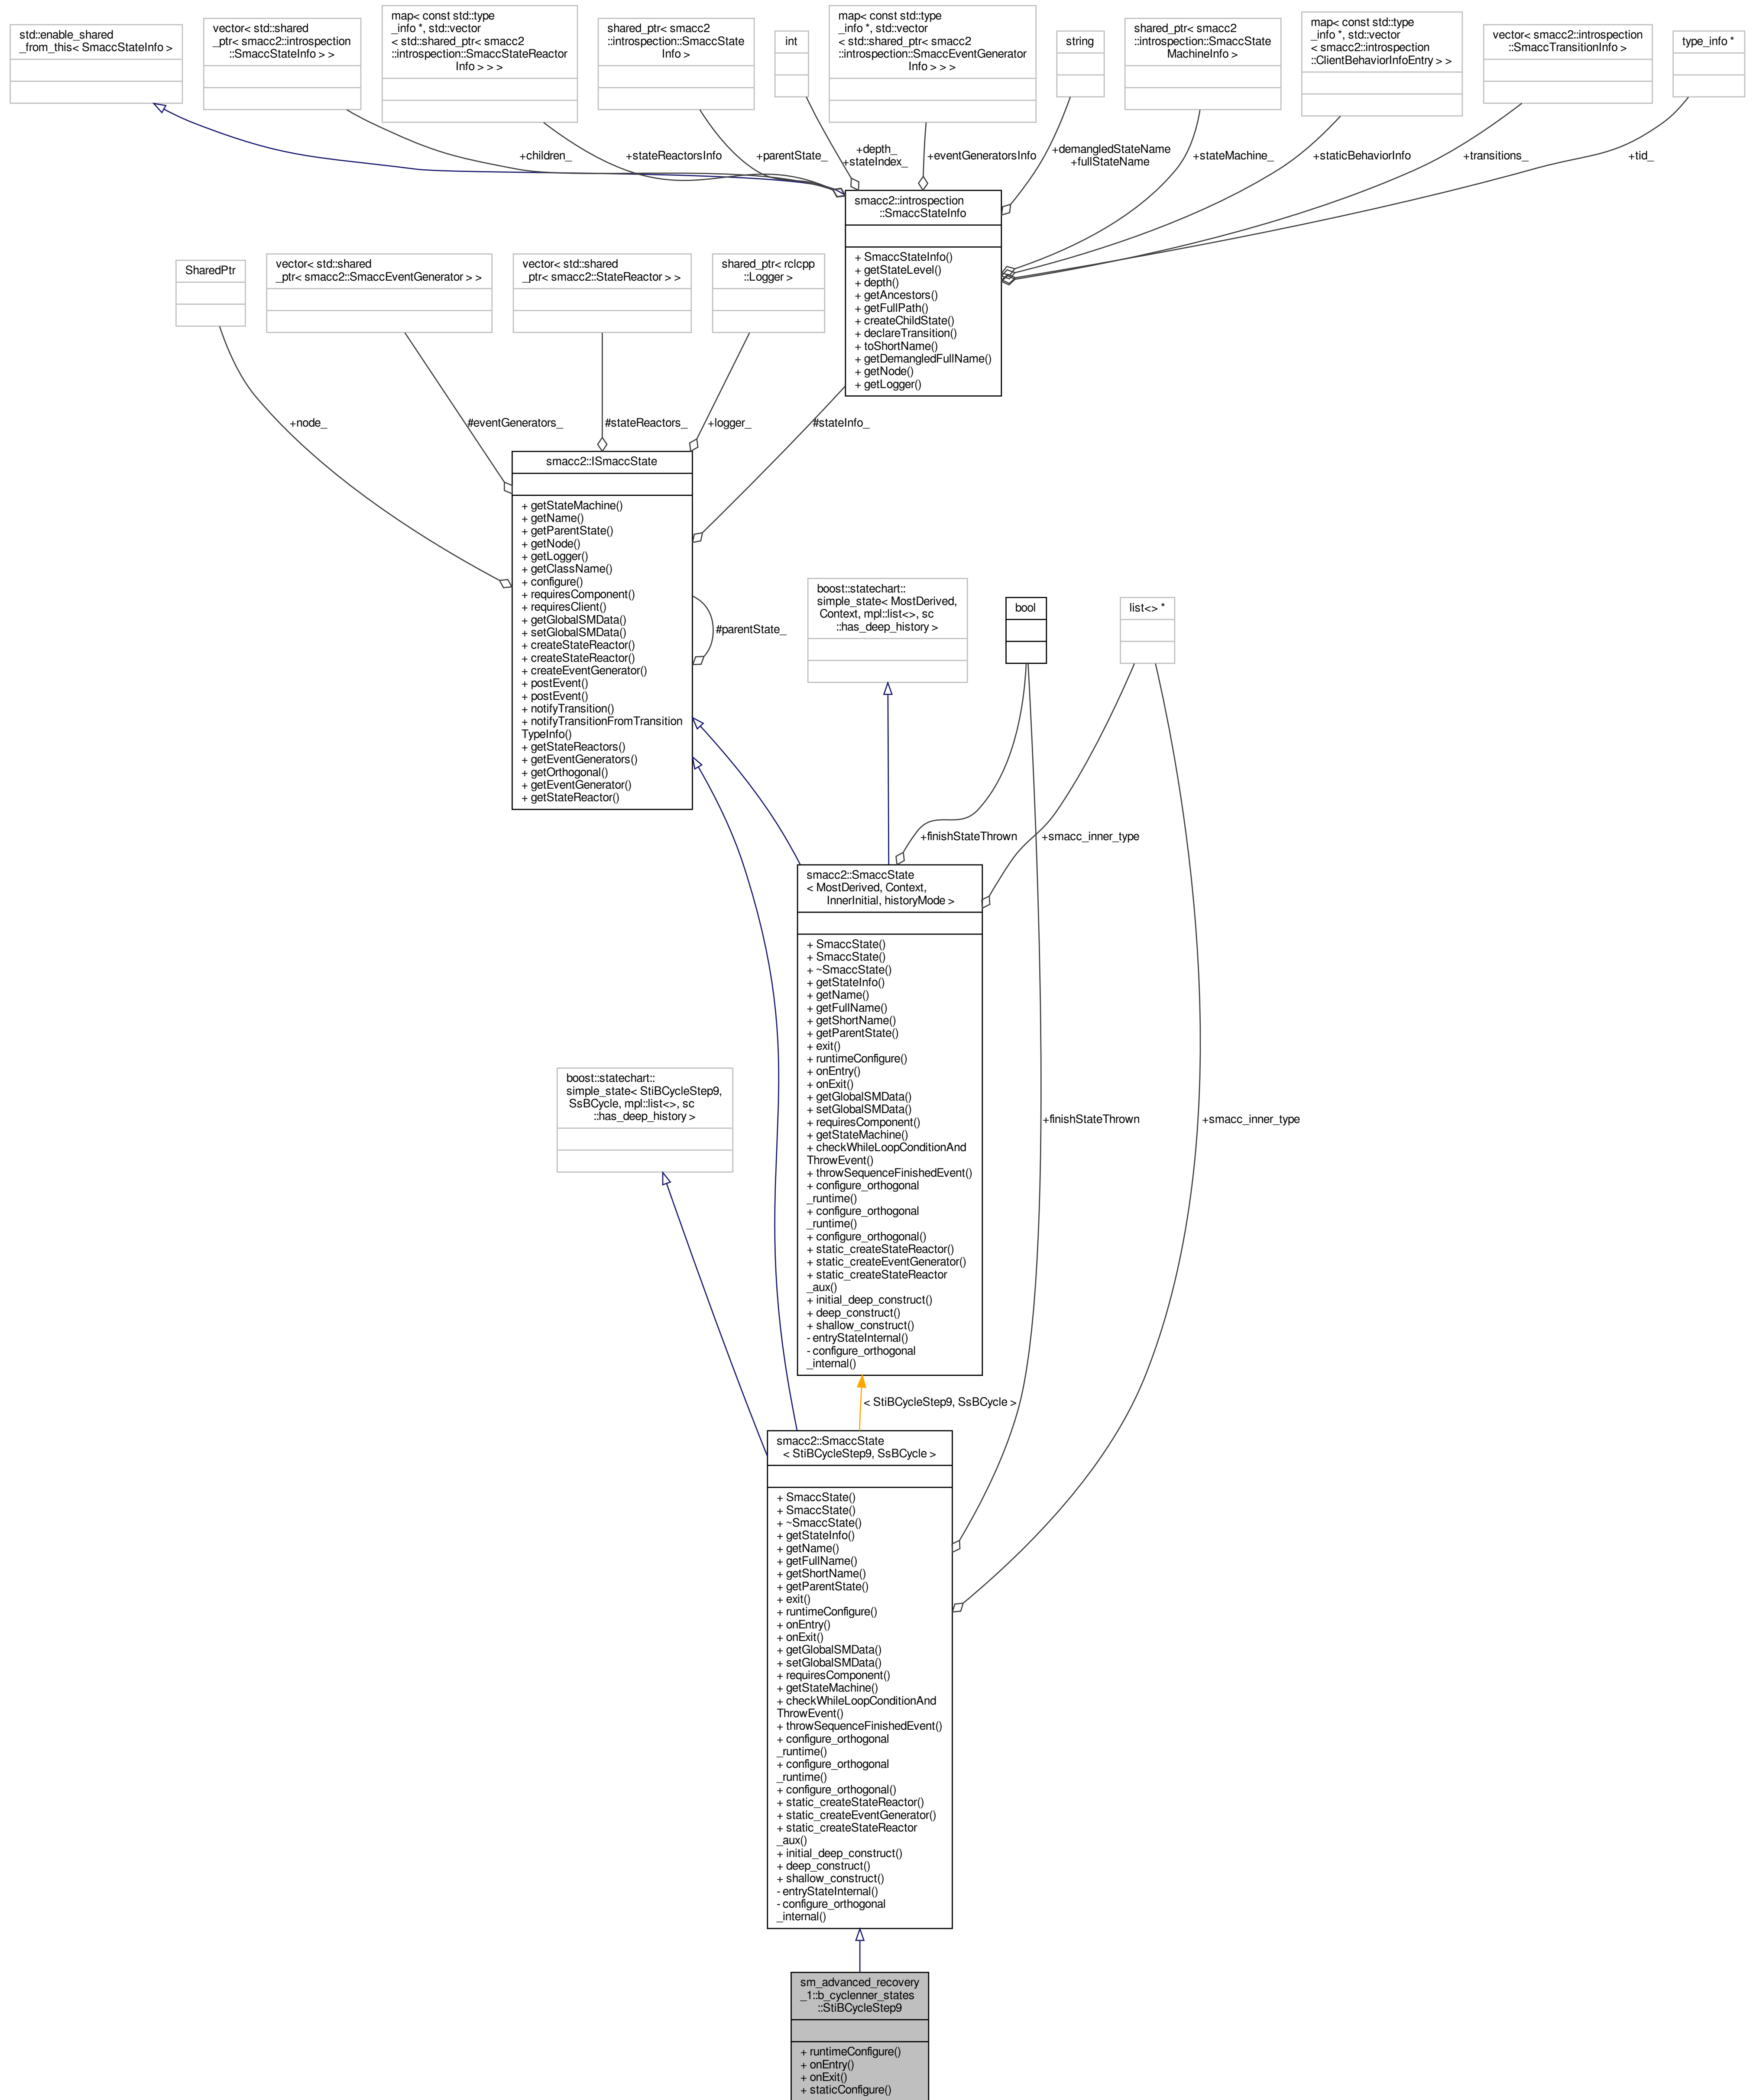 std::enable_shared
_from_this< SmaccStateInfo >
vector< std::shared
_ptr< smacc2::introspection
::SmaccStateInfo > >
map< const std::type
_info *, std::vector
< std::shared_ptr< smacc2
::introspection::SmaccStateReactor
Info > > >
shared_ptr< smacc2
::introspection::SmaccState
Info >
int
map< const std::type
_info *, std::vector
< std::shared_ptr< smacc2
::introspection::SmaccEventGenerator
Info > > >
string
shared_ptr< smacc2
::introspection::SmaccState
MachineInfo >
map< const std::type
_info *, std::vector
< smacc2::introspection
::ClientBehaviorInfoEntry > >
vector< smacc2::introspection
::SmaccTransitionInfo >
type_info *
+children_
+stateReactorsInfo
+parentState_
+depth_
+stateIndex_
+eventGeneratorsInfo
+demangledStateName
+fullStateName
+stateMachine_
+staticBehaviorInfo
+transitions_
+tid_
smacc2::introspection
::SmaccStateInfo
+ SmaccStateInfo()
+ getStateLevel()
+ depth()
+ getAncestors()
+ getFullPath()
+ createChildState()
+ declareTransition()
+ toShortName()
+ getDemangledFullName()
+ getNode()
+ getLogger()
SharedPtr
vector< std::shared
_ptr< smacc2::SmaccEventGenerator > >
vector< std::shared
_ptr< smacc2::StateReactor > >
shared_ptr< rclcpp
::Logger >
+node_
#eventGenerators_
#stateReactors_
+logger_
#stateInfo_
smacc2::ISmaccState
+ getStateMachine()
+ getName()
+ getParentState()
+ getNode()
+ getLogger()
+ getClassName()
+ configure()
+ requiresComponent()
+ requiresClient()
+ getGlobalSMData()
+ setGlobalSMData()
+ createStateReactor()
+ createStateReactor()
+ createEventGenerator()
+ postEvent()
+ postEvent()
+ notifyTransition()
+ notifyTransitionFromTransition
TypeInfo()
+ getStateReactors()
+ getEventGenerators()
+ getOrthogonal()
+ getEventGenerator()
+ getStateReactor()
#parentState_
boost::statechart::
simple_state< MostDerived,
Context, mpl::list<>, sc
::has_deep_history >
bool
list<> *
+finishStateThrown
+smacc_inner_type
smacc2::SmaccState
< MostDerived, Context,
InnerInitial, historyMode >
+ SmaccState()
+ SmaccState()
+ ~SmaccState()
+ getStateInfo()
+ getName()
+ getFullName()
+ getShortName()
+ getParentState()
+ exit()
+ runtimeConfigure()
+ onEntry()
+ onExit()
+ getGlobalSMData()
+ setGlobalSMData()
+ requiresComponent()
+ getStateMachine()
+ checkWhileLoopConditionAnd
ThrowEvent()
+ throwSequenceFinishedEvent()
+ configure_orthogonal
_runtime()
+ configure_orthogonal
_runtime()
+ configure_orthogonal()
+ static_createStateReactor()
+ static_createEventGenerator()
+ static_createStateReactor
_aux()
+ initial_deep_construct()
+ deep_construct()
+ shallow_construct()
- entryStateInternal()
- configure_orthogonal
_internal()
boost::statechart::
simple_state< StiBCycleStep9,
SsBCycle, mpl::list<>, sc
::has_deep_history >
+finishStateThrown
+smacc_inner_type
< StiBCycleStep9, SsBCycle >
smacc2::SmaccState
< StiBCycleStep9, SsBCycle >
+ SmaccState()
+ SmaccState()
+ ~SmaccState()
+ getStateInfo()
+ getName()
+ getFullName()
+ getShortName()
+ getParentState()
+ exit()
+ runtimeConfigure()
+ onEntry()
+ onExit()
+ getGlobalSMData()
+ setGlobalSMData()
+ requiresComponent()
+ getStateMachine()
+ checkWhileLoopConditionAnd
ThrowEvent()
+ throwSequenceFinishedEvent()
+ configure_orthogonal
_runtime()
+ configure_orthogonal
_runtime()
+ configure_orthogonal()
+ static_createStateReactor()
+ static_createEventGenerator()
+ static_createStateReactor
_aux()
+ initial_deep_construct()
+ deep_construct()
+ shallow_construct()
- entryStateInternal()
- configure_orthogonal
_internal()
sm_advanced_recovery
_1::b_cyclenner_states
::StiBCycleStep9
+ runtimeConfigure()
+ onEntry()
+ onExit()
+ staticConfigure()